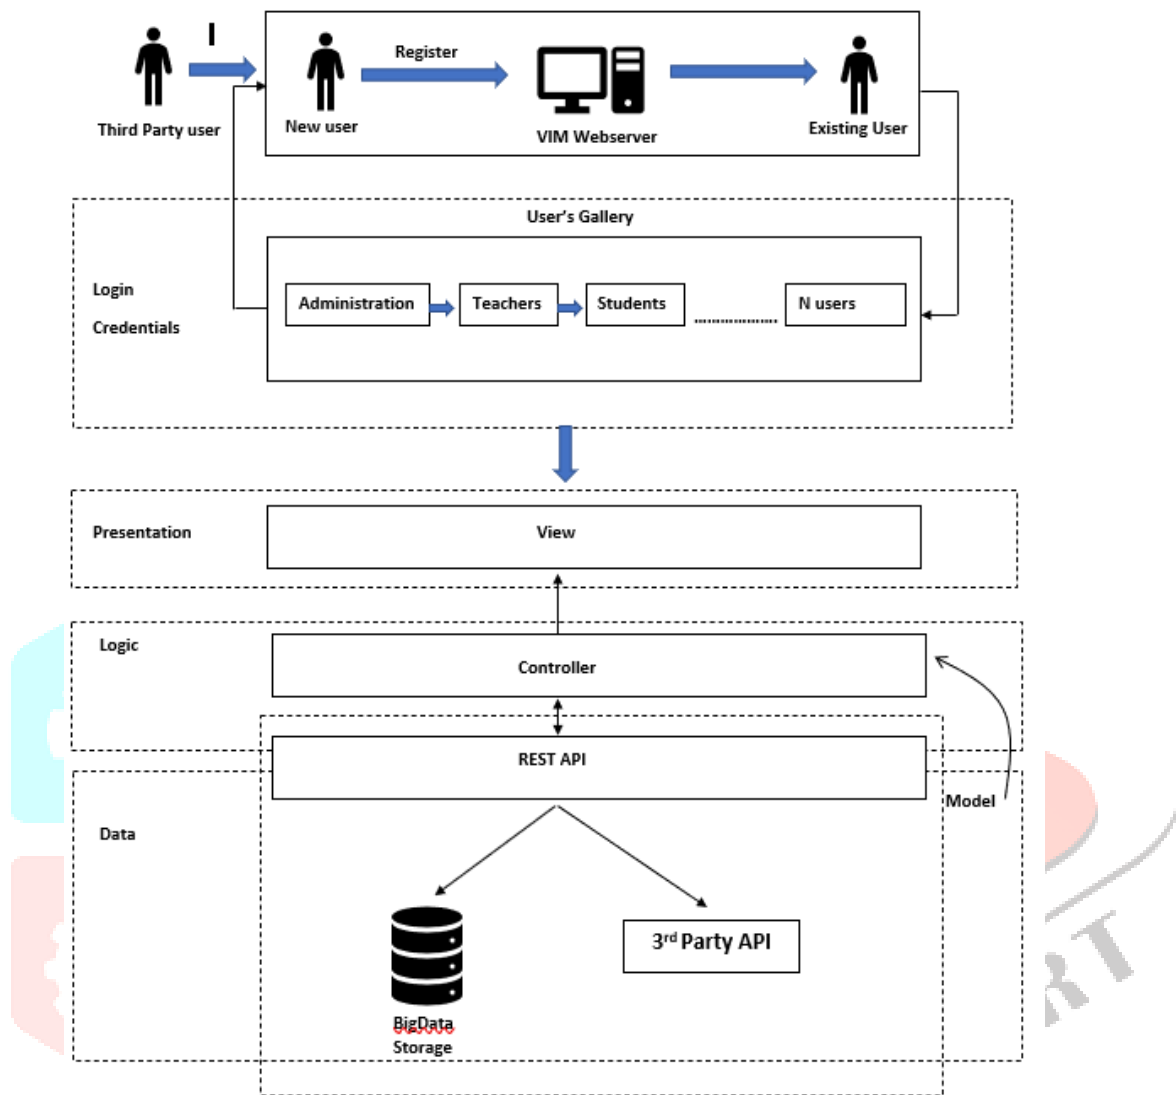 I
Register
Third Party user
New user
VIM Webserver
Existing User
User's Gallery
Login
Credentials
Administration
Teachers
Students
....................
N users
Presentation
View
Logic
Controller
REST API
Model
Data
3rd Party API
BigData
Storage
RT